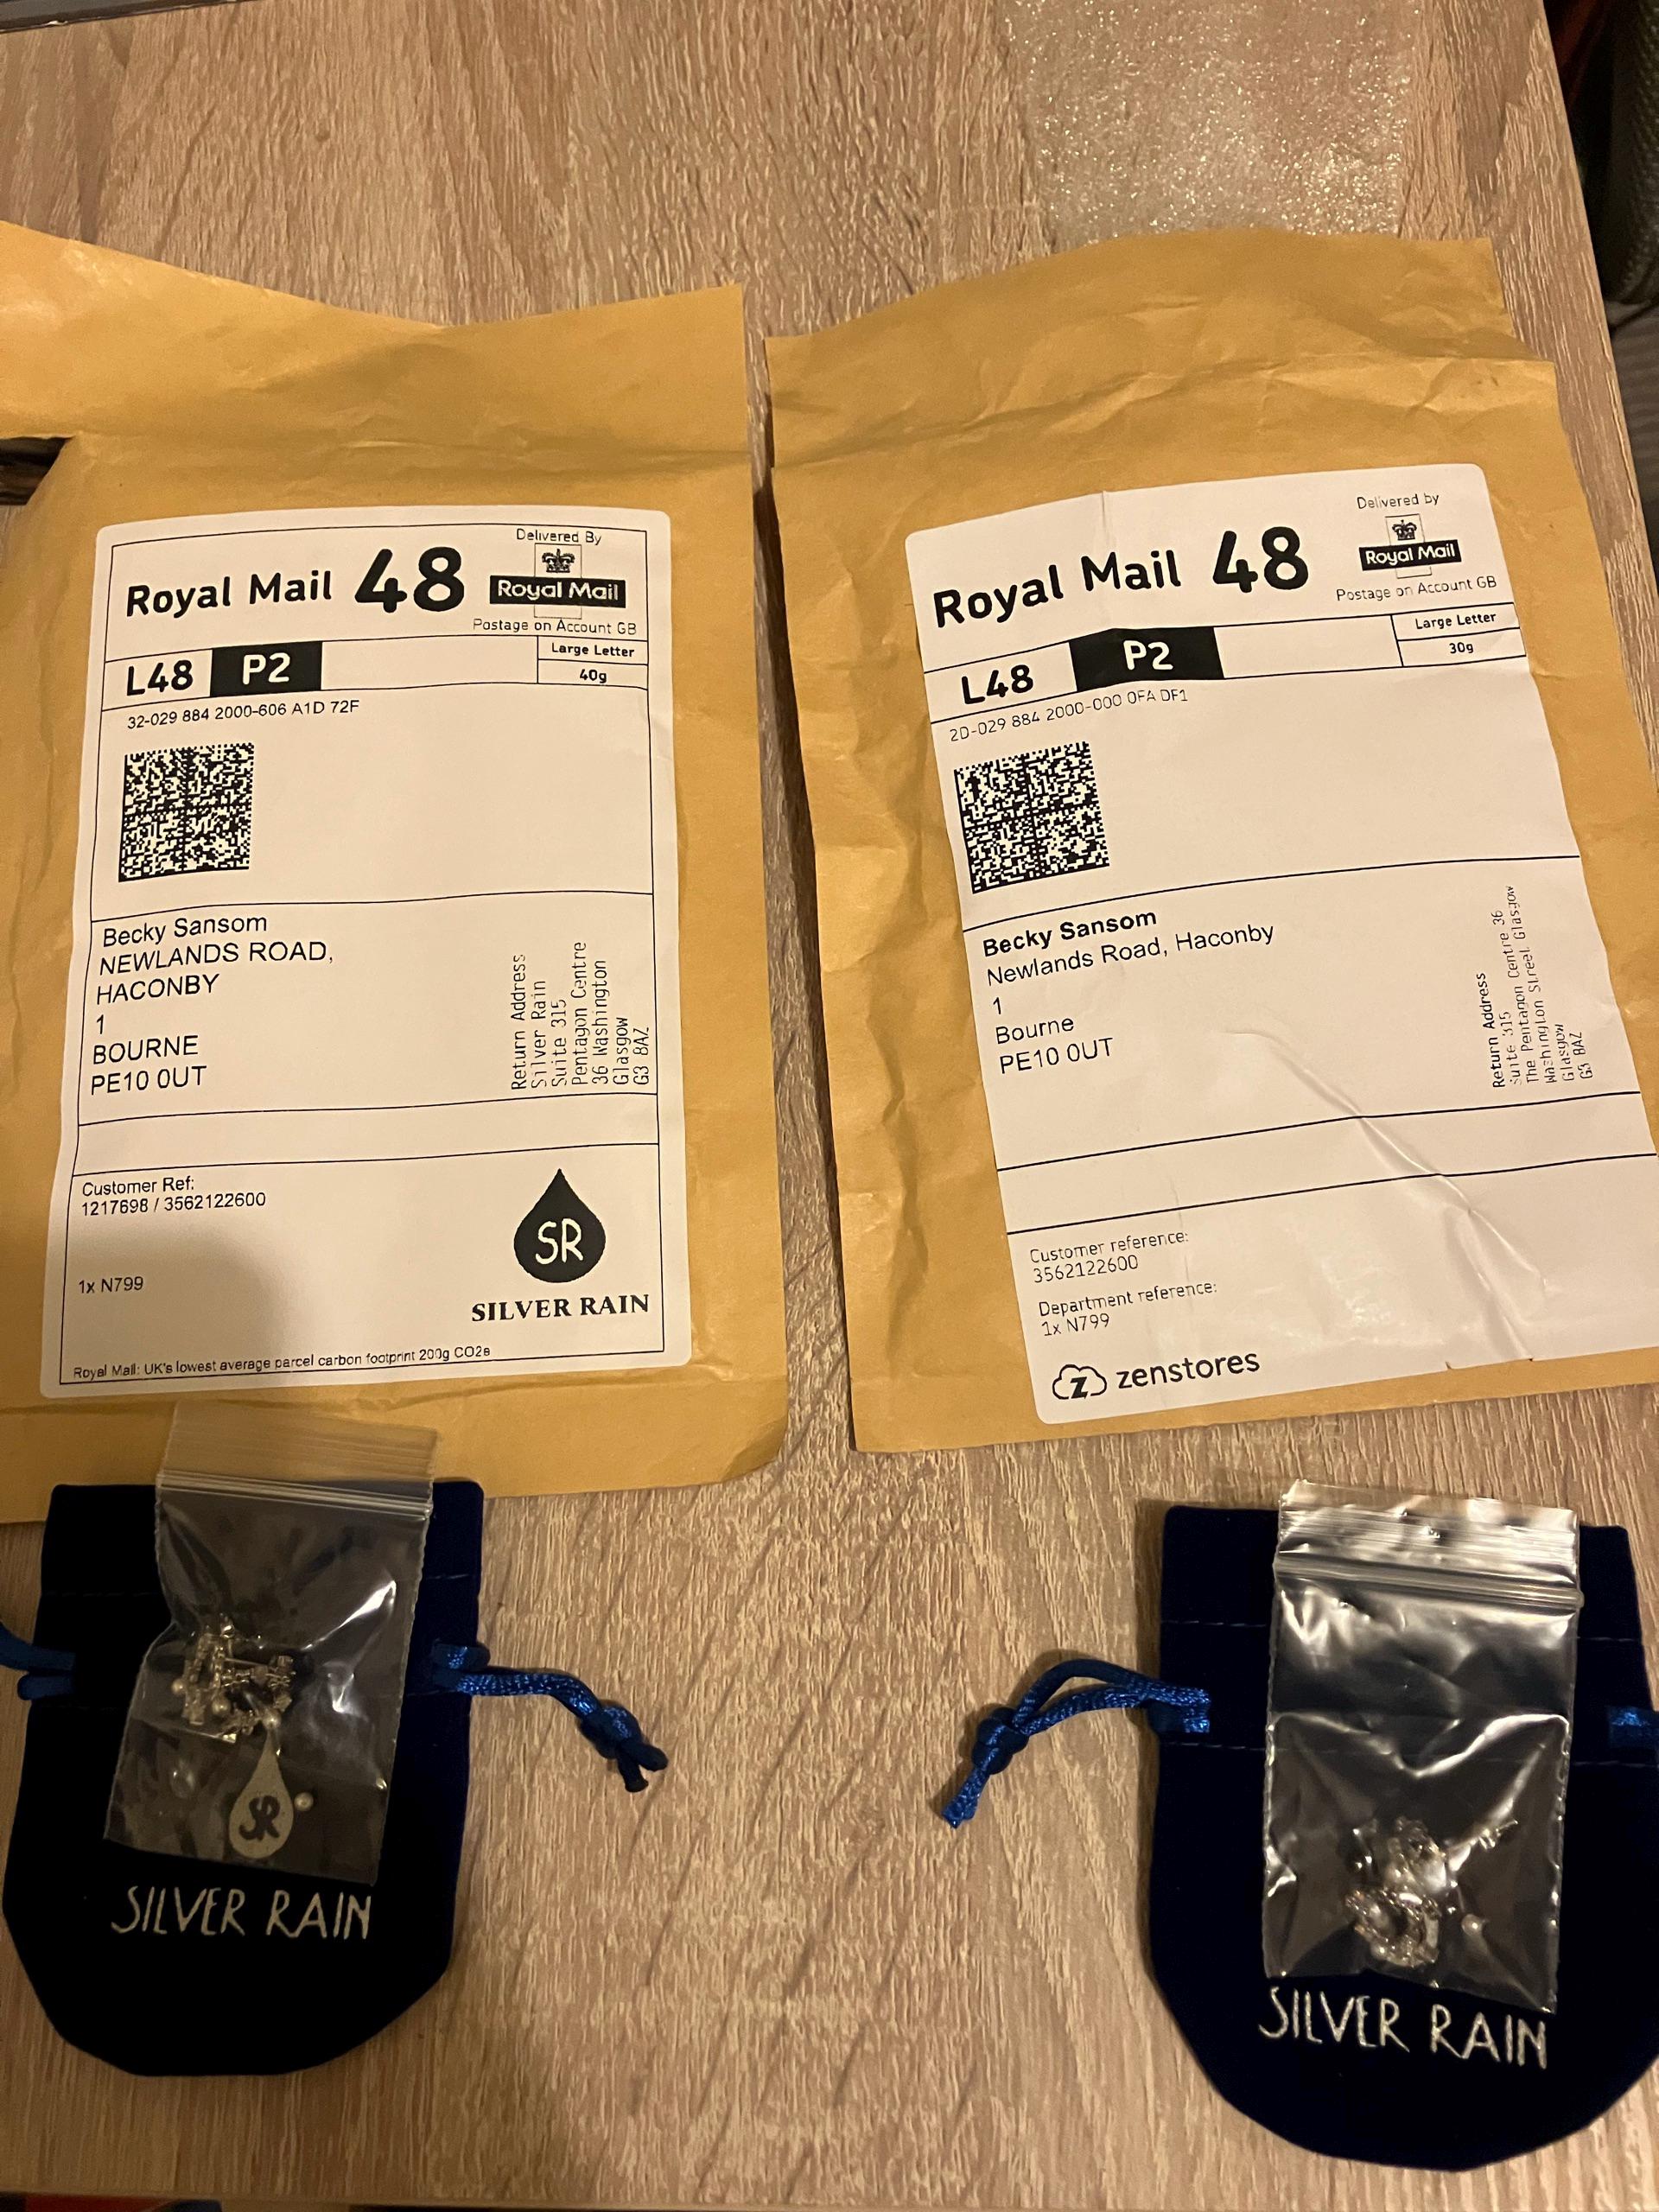 Delivered By
Royal Mail 48
Royal Mail
Postage on Account GB
L48 P2
Large Letter
40g
32-029 884 2000-606 A1D 72F
Becky Sansom
NEWLANDS ROAD,
HACONBY
1
BOURNE
PE10 0UT
Return Address
Silver Rain
Suite 315
Pentagon Centre
36 Washington
Glasgow
G3 8AZ
Customer Ref:
1217698 / 3562122600
1x N799
SR
SILVER RAIN
Royal Mail: UK's lowest average parcel carbon footprint 200g CO2e
Delivered by
Royal Mail 48
Royal Mail
Postage on Account GB
L48 P2
Large Letter
30g
2D-029 884 2000-000 0FA DF1
Becky Sansom
Newlands Road, Haconby
1
Bourne
PE10 0UT
Return Address
Suite 315
The Pentagon Centre 36
Washington Street Glasgow
Glasgow
G3 8AZ
Customer reference:
3562122600
Department reference:
1x N799
zenstores
SR
SILVER RAIN
SILVER RAIN